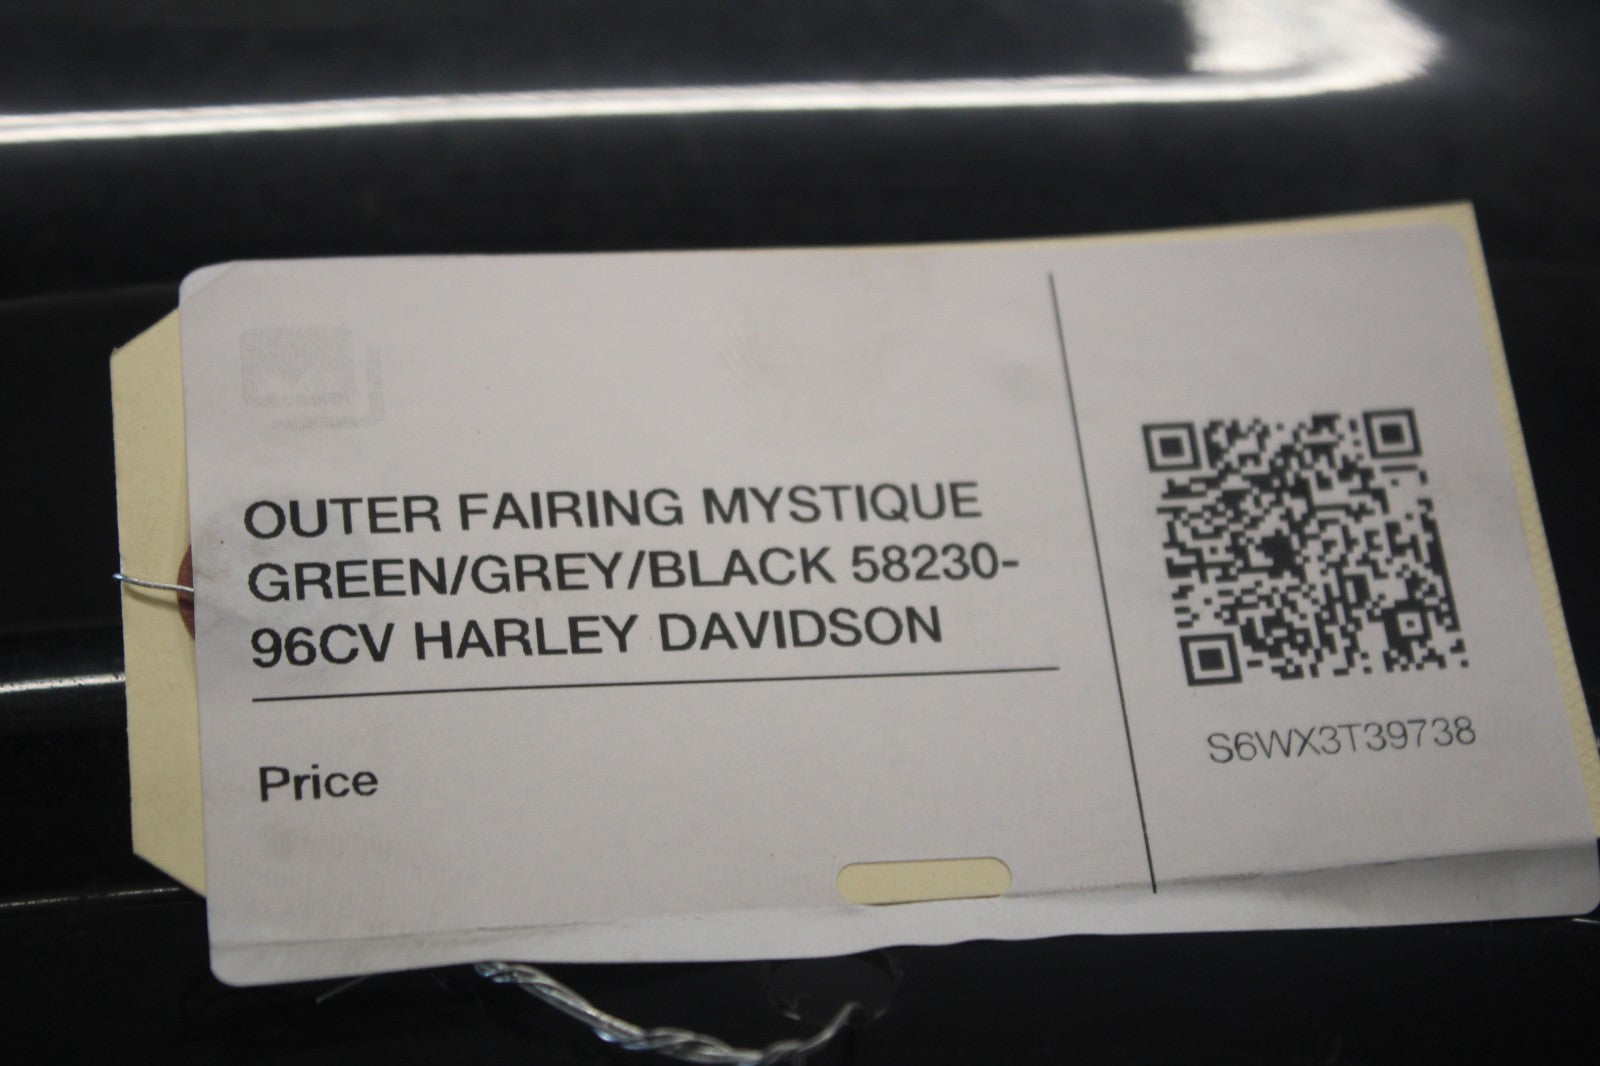 OUTER FAIRING MYSTIQUE
GREEN/GREY/BLACK 58230-
96CV HARLEY DAVIDSON
Price
S6WX3T39738